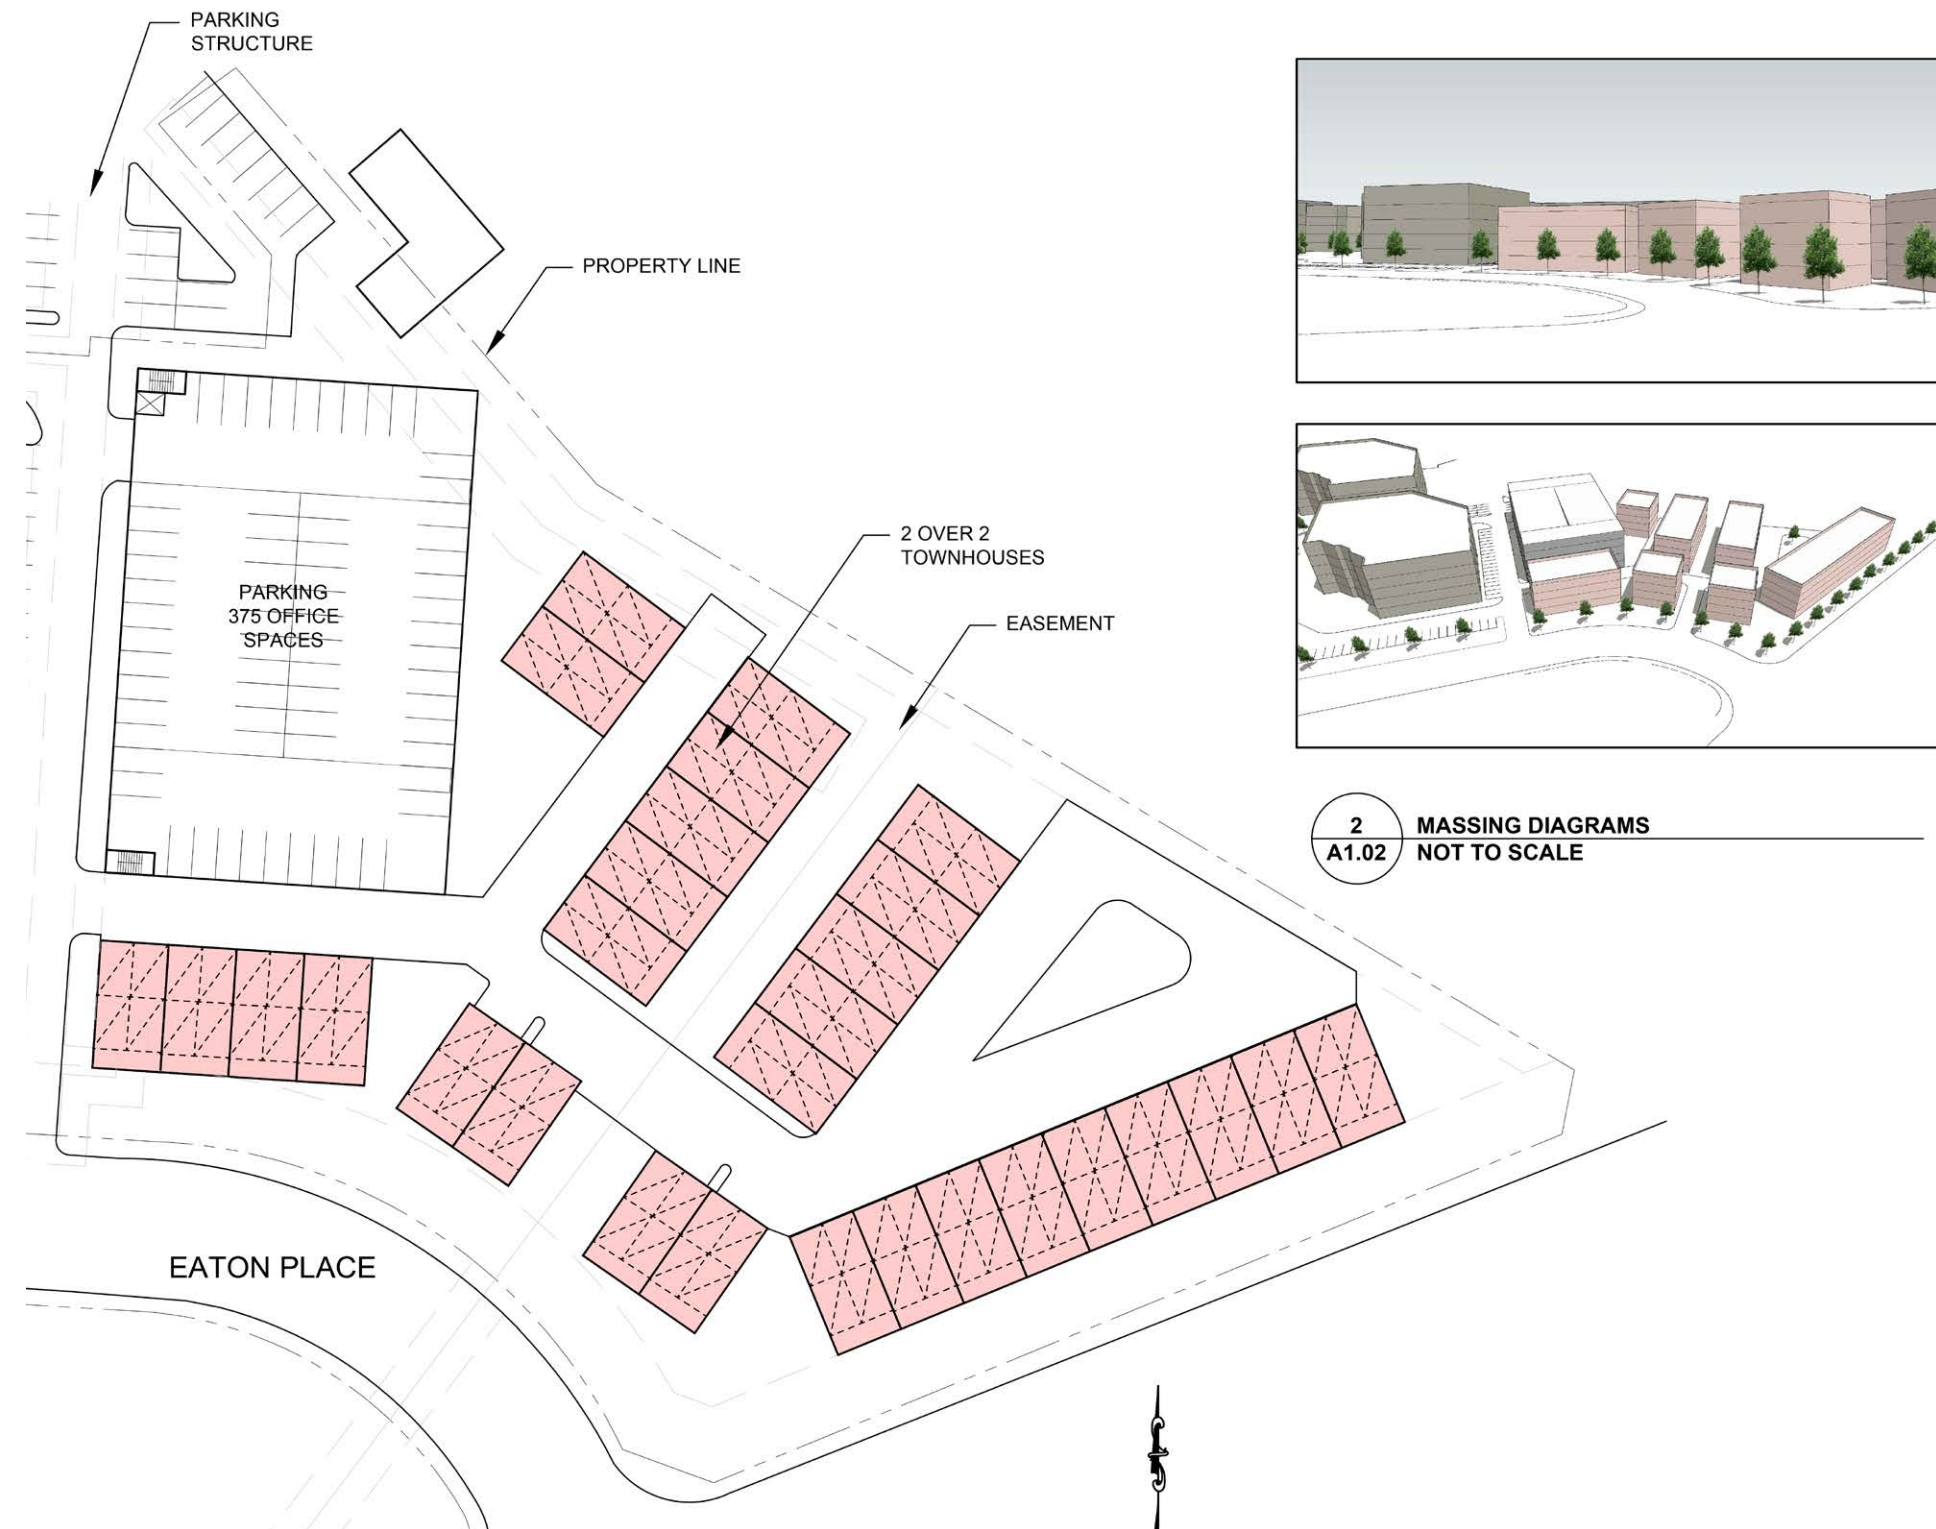 PARKING
STRUCTURE
PROPERTY LINE
2 OVER 2
TOWNHOUSES
PARKING
375 OFFICE
SPACES
EASEMENT
2
A1.02
MASSING DIAGRAMS
NOT TO SCALE
EATON PLACE